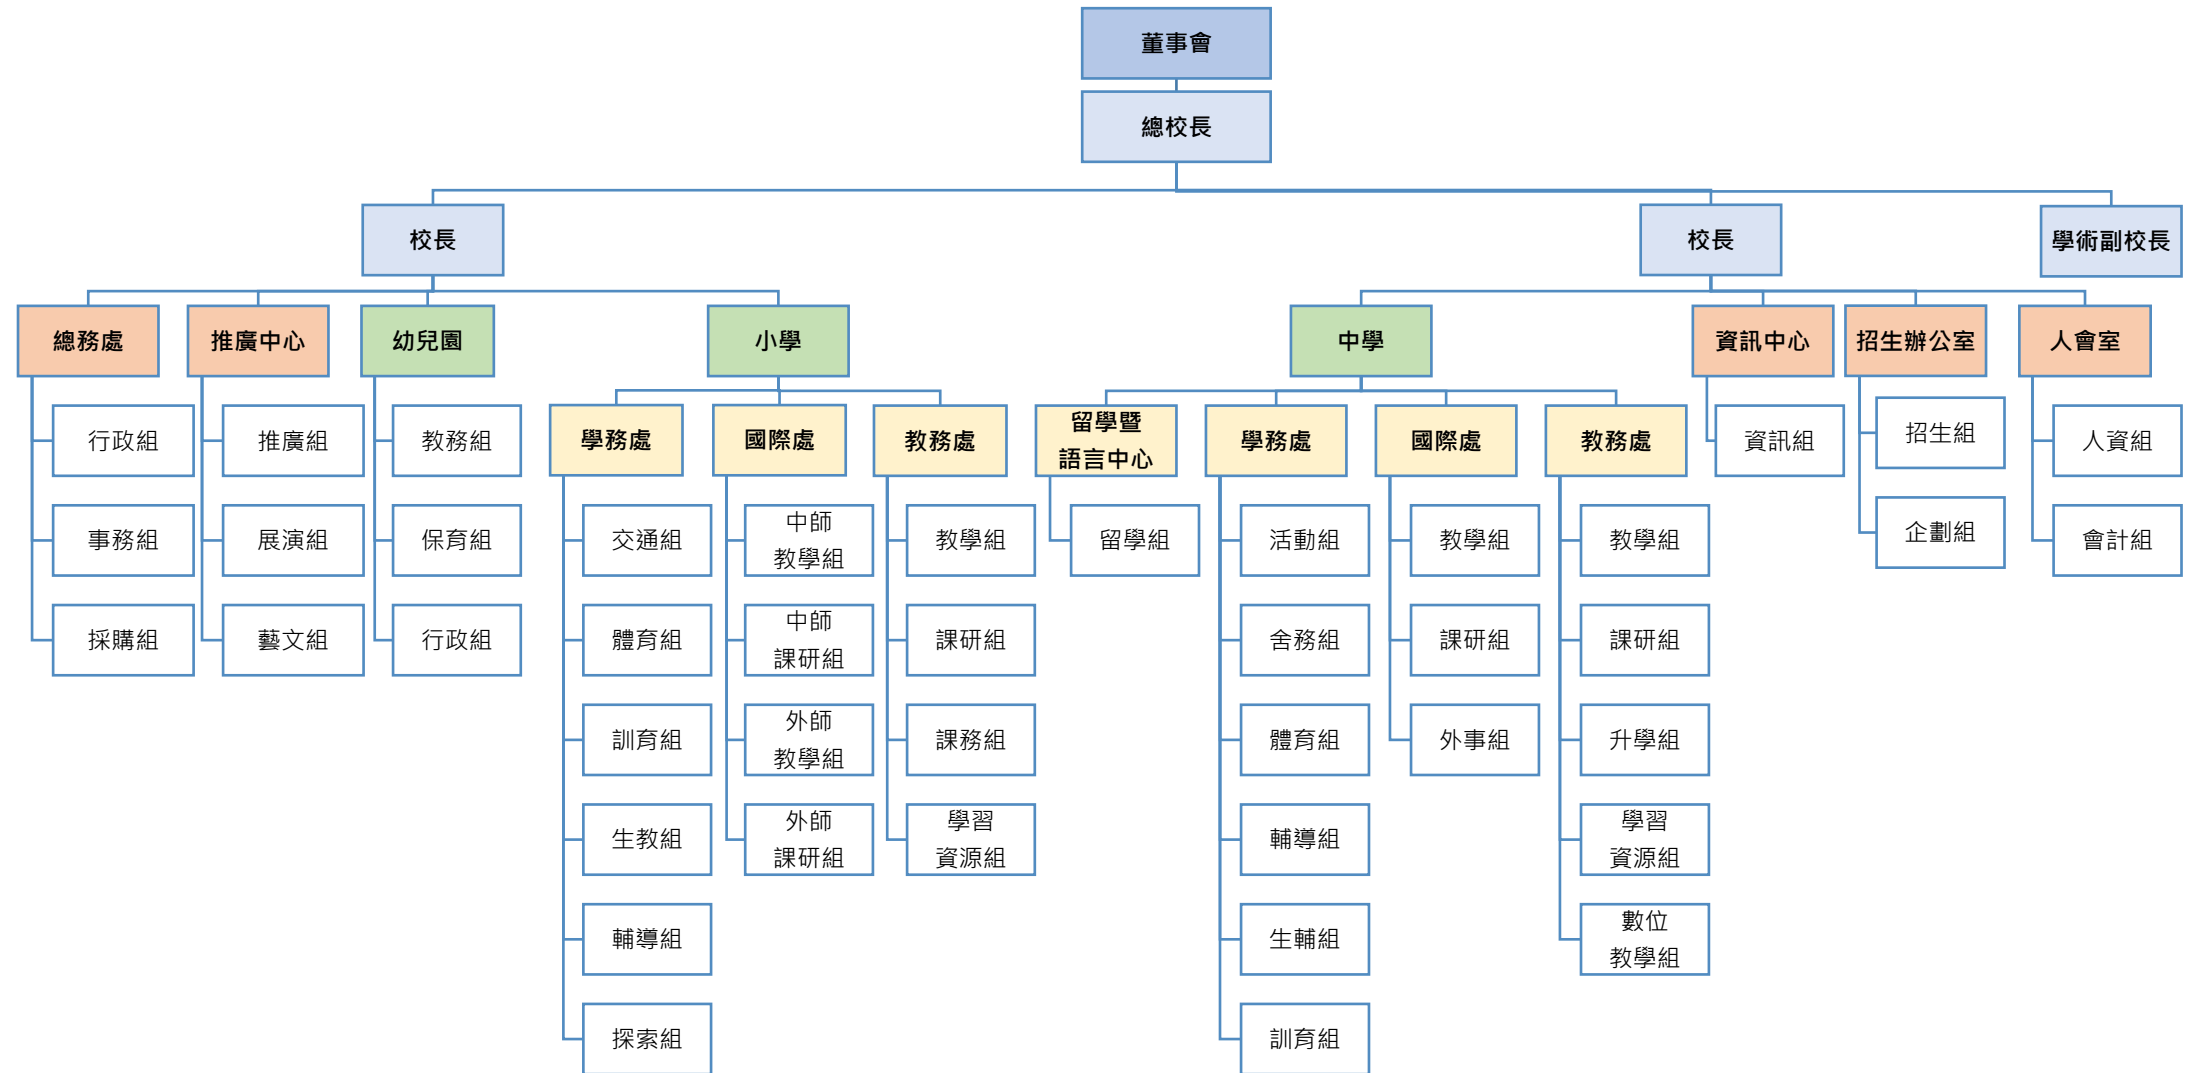 董事會
總校長
校長
校長
學術副校長
總務處
推廣中心
幼兒園
小學
中學
資訊中心
招生辦公室
人會室
行政組
事務組
採購組
推廣組
展演組
藝文組
教務組
保育組
行政組
學務處
交通組
體育組
訓育組
生教組
輔導組
探索組
國際處
中師
教學組
中師
課研組
外師
教學組
外師
課研組
教務處
教學組
課研組
課務組
學習
資源組
留學暨
語言中心
留學組
學務處
活動組
舍務組
體育組
輔導組
生輔組
訓育組
國際處
教學組
課研組
外事組
教務處
教學組
課研組
升學組
學習
資源組
數位
教學組
資訊組
招生組
企劃組
人資組
會計組